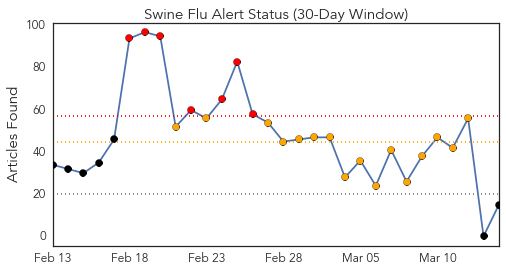 Swine Flu Alert Status (30-Day Window)
Articles Found
100
80
60
40
20
0
Feb 13
Feb 18
Feb 23
Feb 28
Mar 05
Mar 10